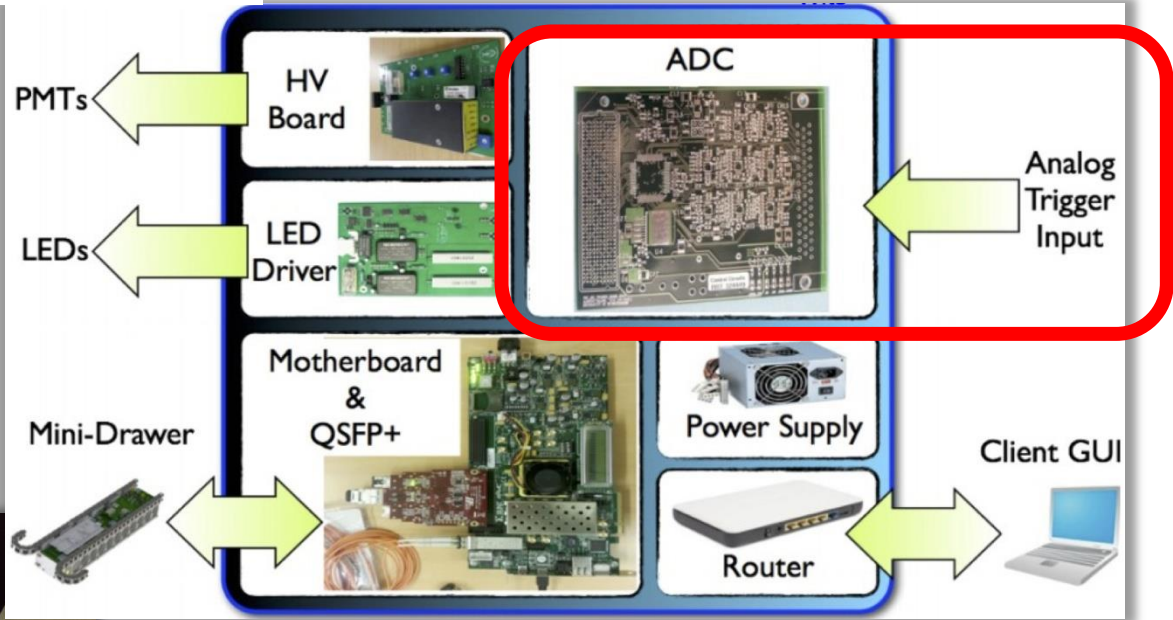 PMTs
HV
Board
ADC
Analog
Trigger
Input
LEDs
LED
Driver
Motherboard
&
QSFP+
Mini-Drawer
Power Supply
Client GUI
Router